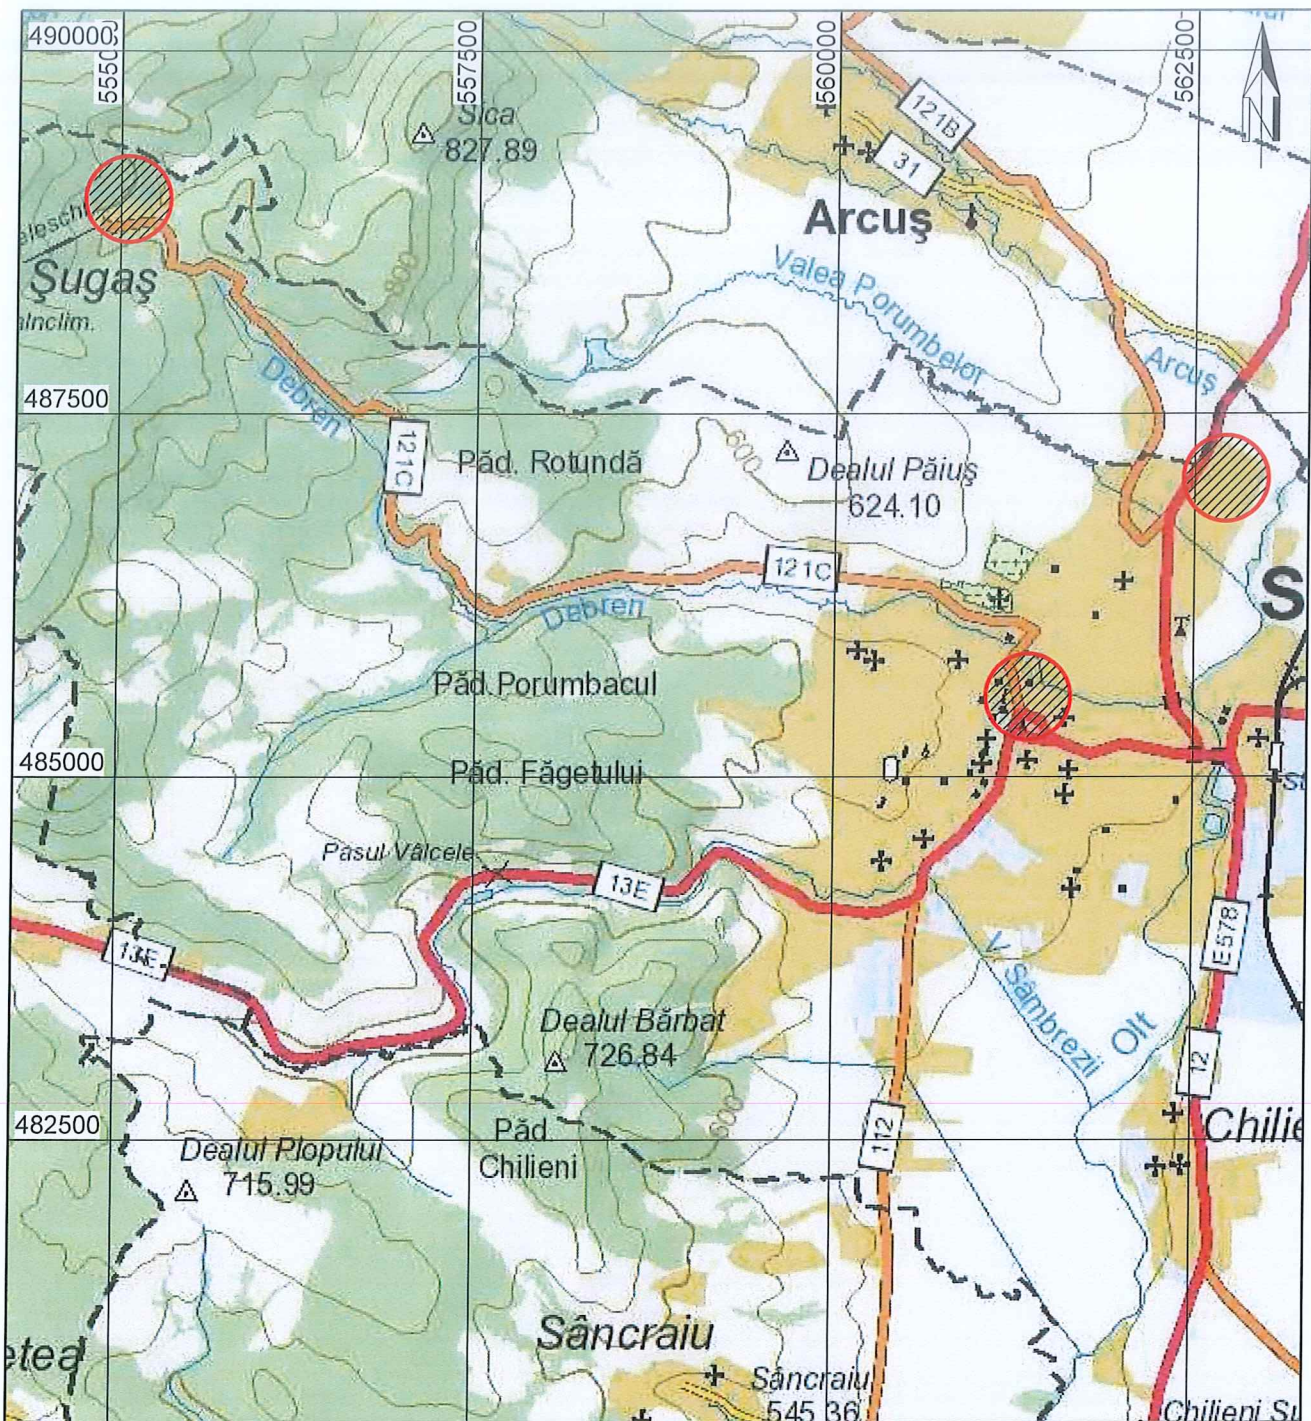 490000
557500
560000
562500
Sica
827.89
121B
31
Arcuş
Şugaş
Valea Porumbelor
800
Arcuş
Debren
487500
121C
Păd. Rotundă
600
Dealul Păiuş
624.10
121C
Debren
S
Păd. Porumbacul
485000
Păd. Făgetului
Pasul Vâlcele
13E
13E
E578
V. Sâmbrezii
Olt
Dealul Bărbat
726.84
12
600
482500
Păd.
Chilieni
112
Chilie
Dealul Plopului
715.99
Sâncraiu
etea
Sâncraiu
545.36